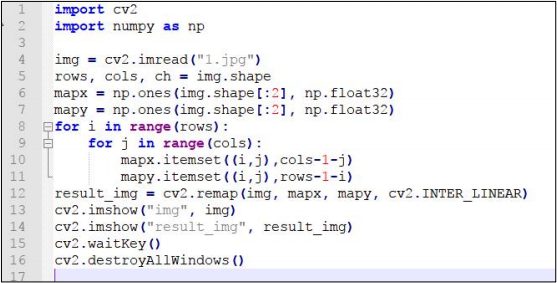 1 import cv2
2 import numpy as np
3
4 img = cv2.imread("1.jpg")
5 rows, cols, ch = img.shape
6 mapx = np.ones(img.shape[:2], np.float32)
7 mapy = np.ones(img.shape[:2], np.float32)
8 for i in range(rows):
9     for j in range(cols):
10         mapx.itemset((i,j),cols-1-j)
11         mapy.itemset((i,j),rows-1-i)
12 result_img = cv2.remap(img, mapx, mapy, cv2.INTER_LINEAR)
13 cv2.imshow("img", img)
14 cv2.imshow("result_img", result_img)
15 cv2.waitKey()
16 cv2.destroyAllWindows()
17